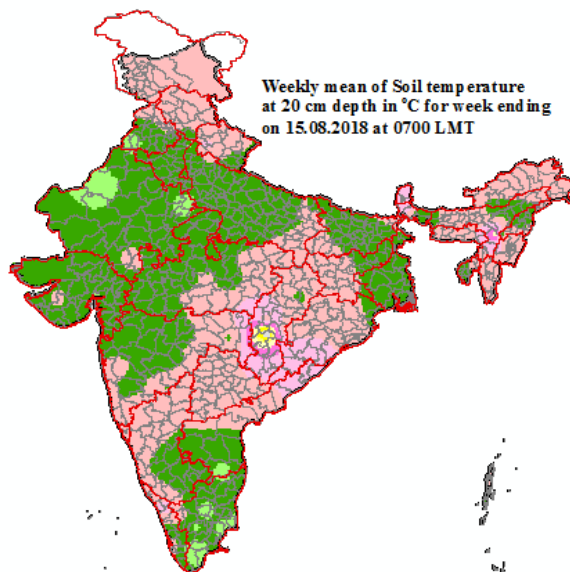 Weekly mean of Soil temperature
at 20 cm depth in °C for week ending
on 15.08.2018 at 0700 LMT